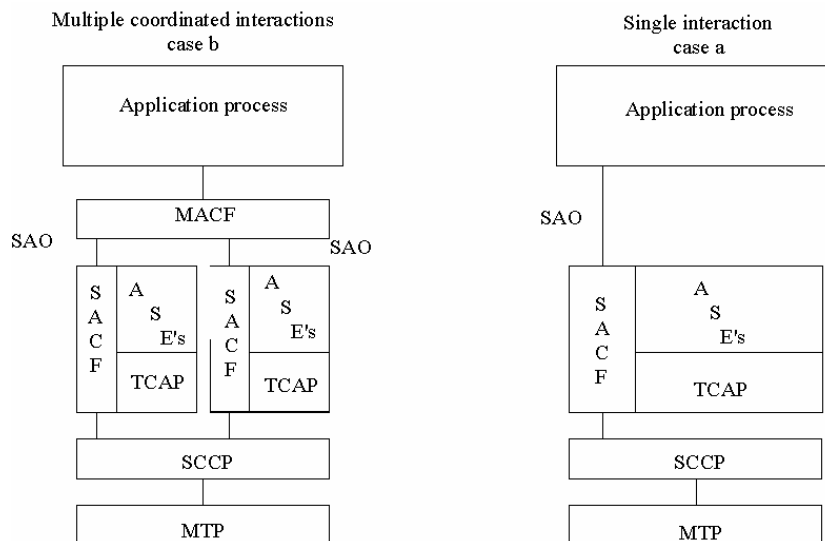 Multiple coordinated interactions
case b
Application process
MACF
SAO
SAO
S
A
C
F
A
S
E's
TCAP
S
A
C
F
A
S
E's
TCAP
SCCP
MTP
Single interaction
case a
Application process
SAO
S
A
C
F
A
S
E's
TCAP
SCCP
MTP